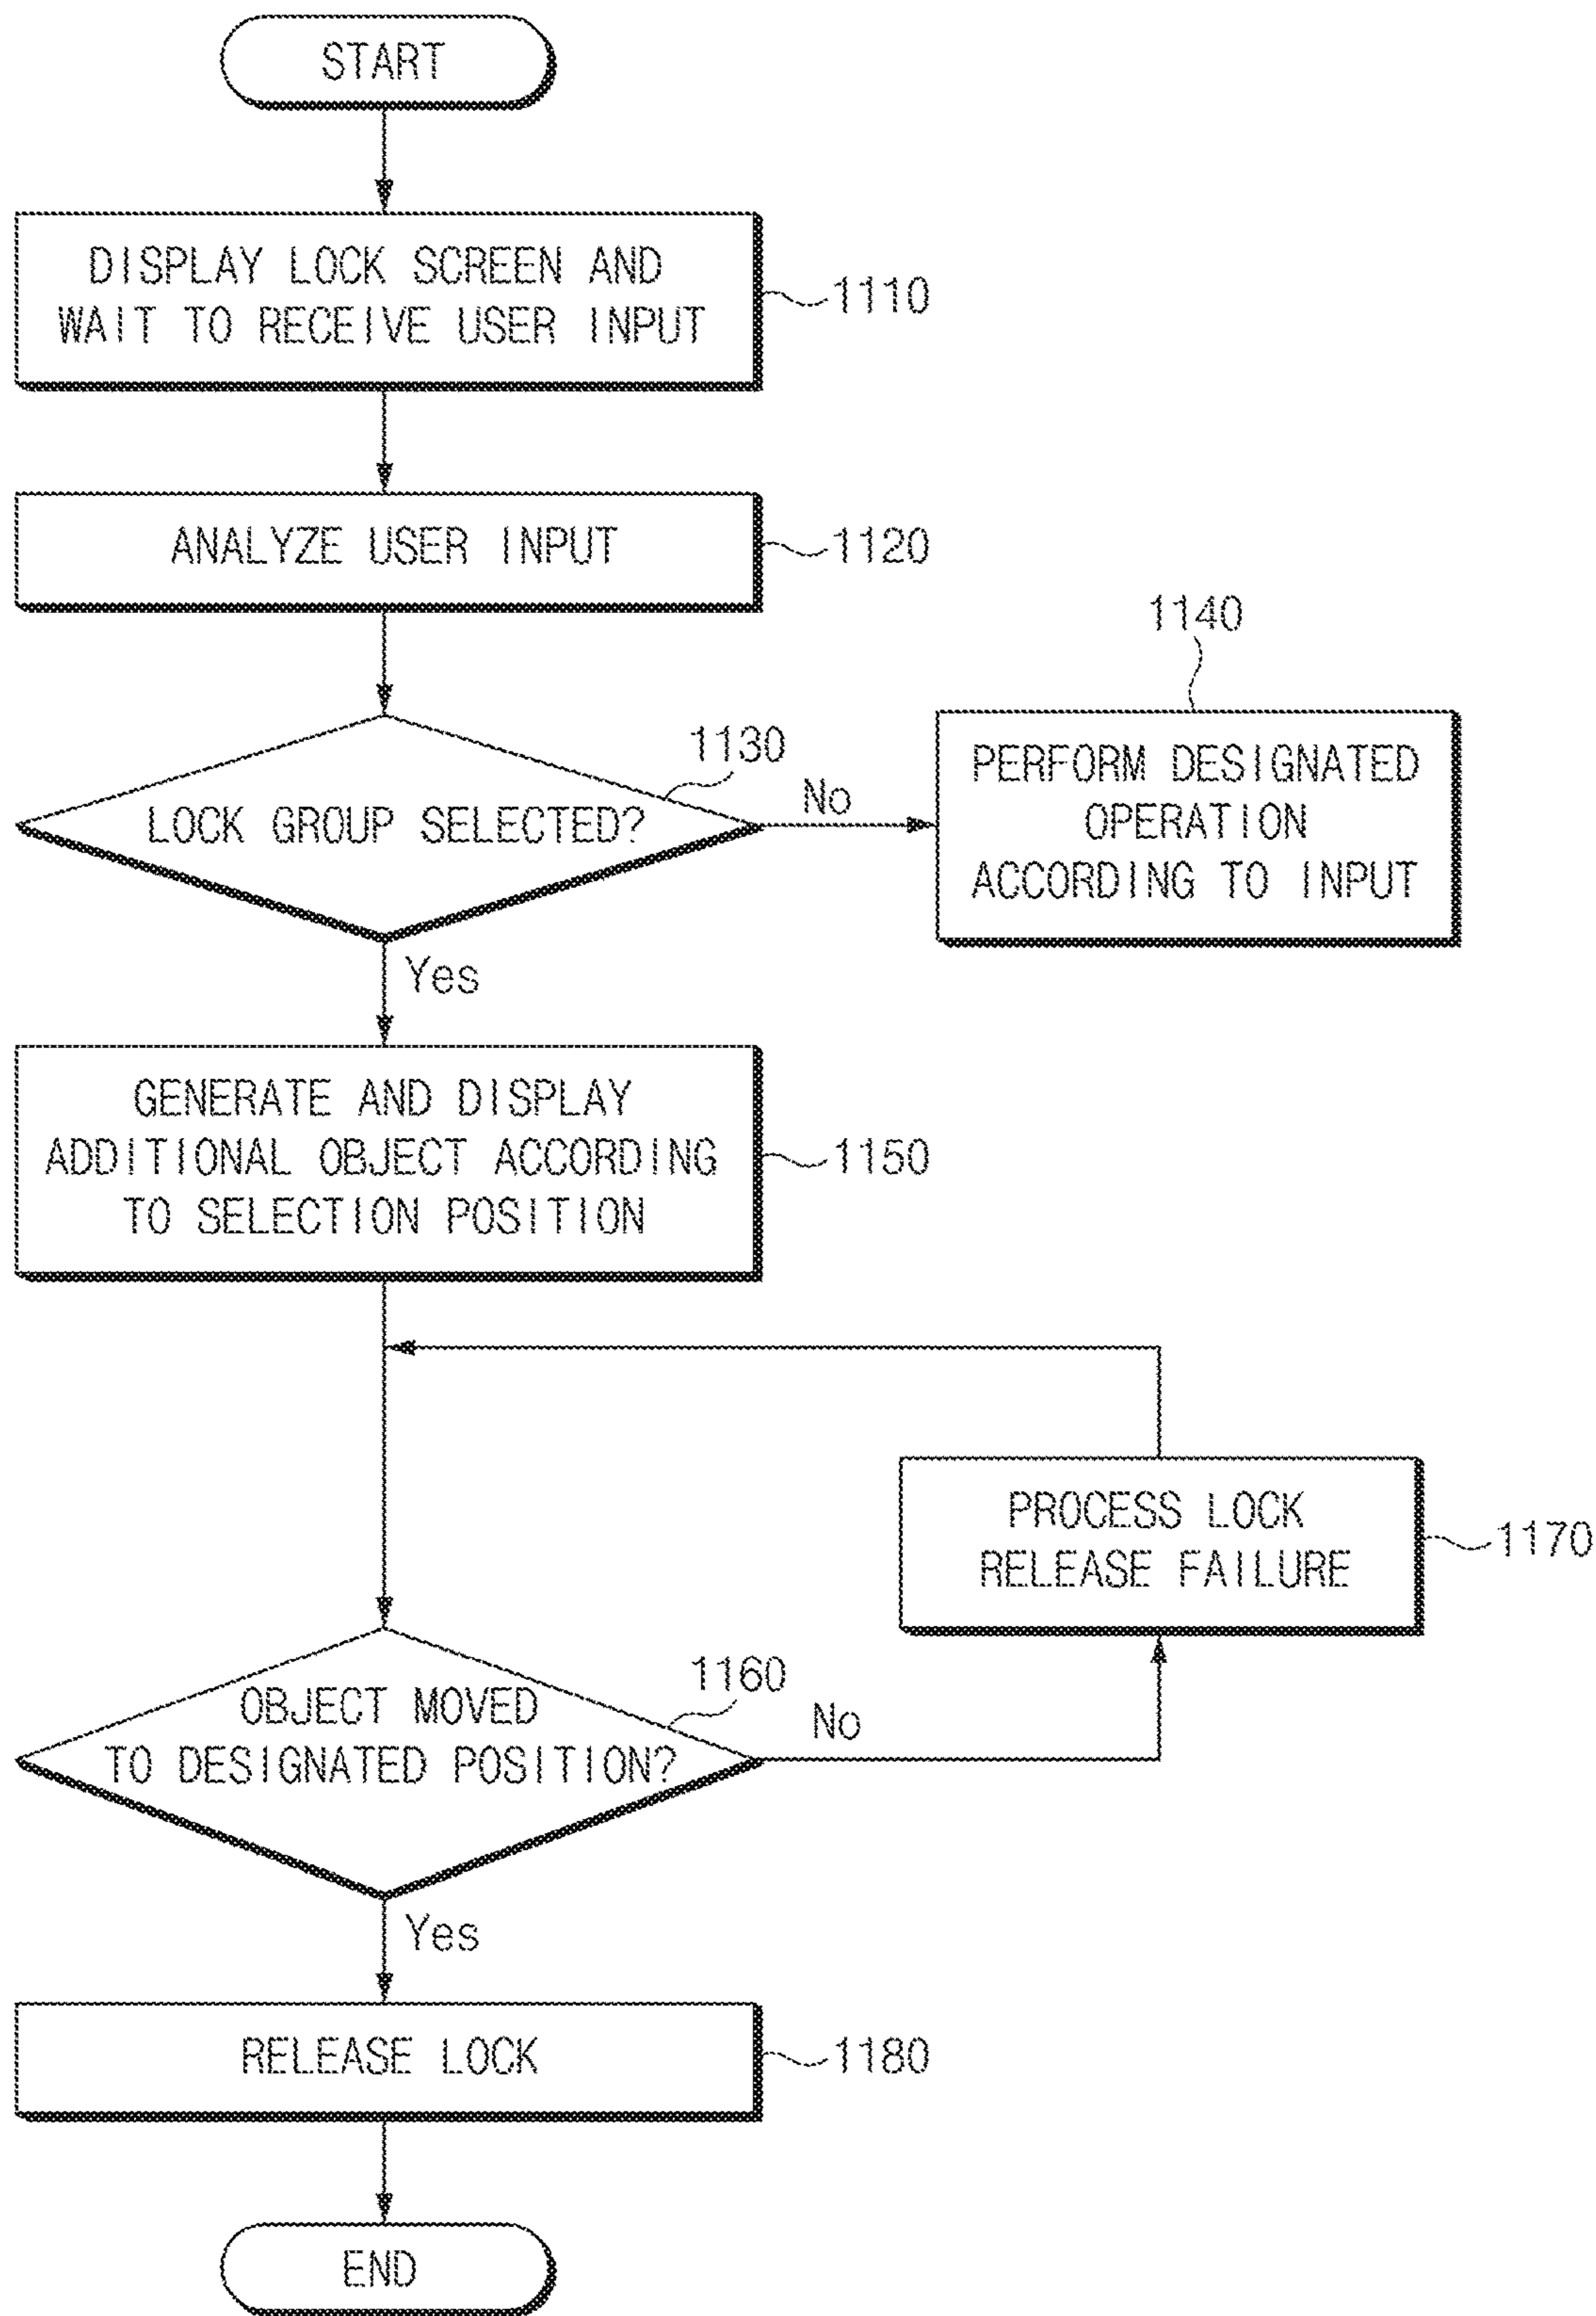 START
DISPLAY LOCK SCREEN AND
WAIT TO RECEIVE USER INPUT
1110
ANALYZE USER INPUT
1120
1130
LOCK GROUP SELECTED?
No
1140
PERFORM DESIGNATED
OPERATION
ACCORDING TO INPUT
Yes
GENERATE AND DISPLAY
ADDITIONAL OBJECT ACCORDING
TO SELECTION POSITION
1150
PROCESS LOCK
RELEASE FAILURE
1170
1160
OBJECT MOVED
TO DESIGNATED POSITION?
No
Yes
RELEASE LOCK
1180
END